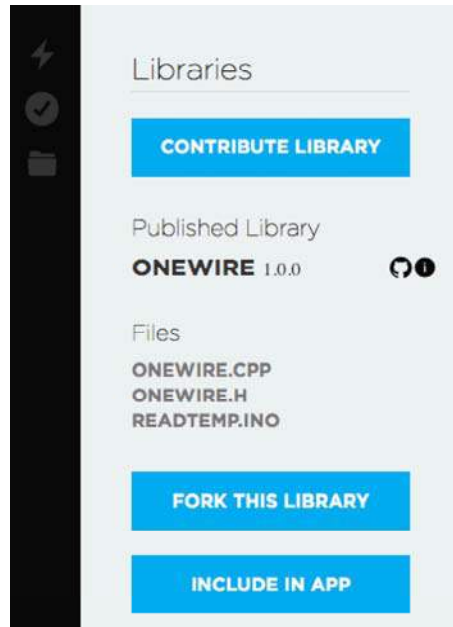 Libraries
CONTRIBUTE LIBRARY
Published Library
ONEWIRE 1.0.0
Files
ONEWIRE.CPP
ONEWIRE.H
READTEMP.INO
FORK THIS LIBRARY
INCLUDE IN APP